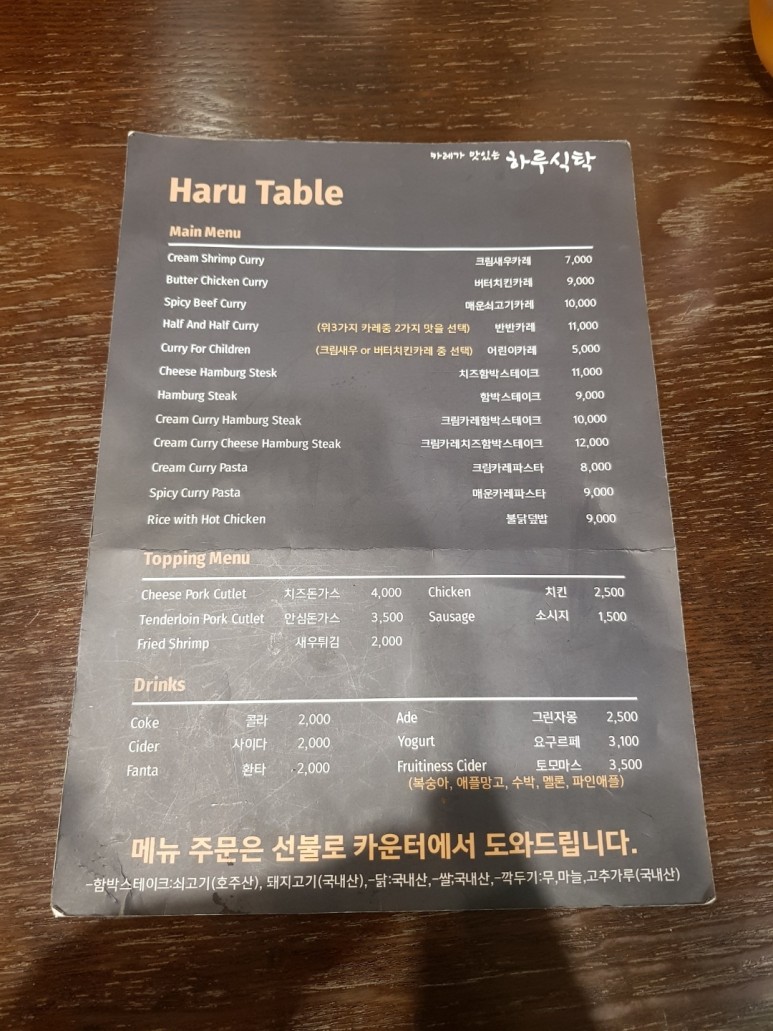 카레가 맛있는 하루식탁
Haru Table
Main Menu
Cream Shrimp Curry 크림새우카레 7,000
Butter Chicken Curry 버터치킨카레 9,000
Spicy Beef Curry 매운쇠고기카레 10,000
Half And Half Curry (위3가지 카레중 2가지 맛을 선택) 반반카레 11,000
Curry For Children (크림새우 or 버터치킨카레 중 선택) 어린이카레 5,000
Cheese Hamburg Stesk 치즈함박스테이크 11,000
Hamburg Steak 함박스테이크 9,000
Cream Curry Hamburg Steak 크림카레함박스테이크 10,000
Cream Curry Cheese Hamburg Steak 크림카레치즈함박스테이크 12,000
Cream Curry Pasta 크림카레파스타 8,000
Spicy Curry Pasta 매운카레파스타 9,000
Rice with Hot Chicken 불닭덮밥 9,000
Topping Menu
Cheese Pork Cutlet 치즈돈가스 4,000 Chicken 치킨 2,500
Tenderloin Pork Cutlet 안심돈가스 3,500 Sausage 소시지 1,500
Fried Shrimp 새우튀김 2,000
Drinks
Coke 콜라 2,000 Ade 그린자몽 2,500
Cider 사이다 2,000 Yogurt 요구르페 3,100
Fanta 환타 2,000 Fruitiness Cider 토모마스 3,500
(복숭아, 애플망고, 수박, 멜론, 파인애플)
메뉴 주문은 선불로 카운터에서 도와드립니다.
-함박스테이크:쇠고기(호주산), 돼지고기(국내산),-닭:국내산,-쌀;국내산,-깍두기:무,마늘,고추가루(국내산)